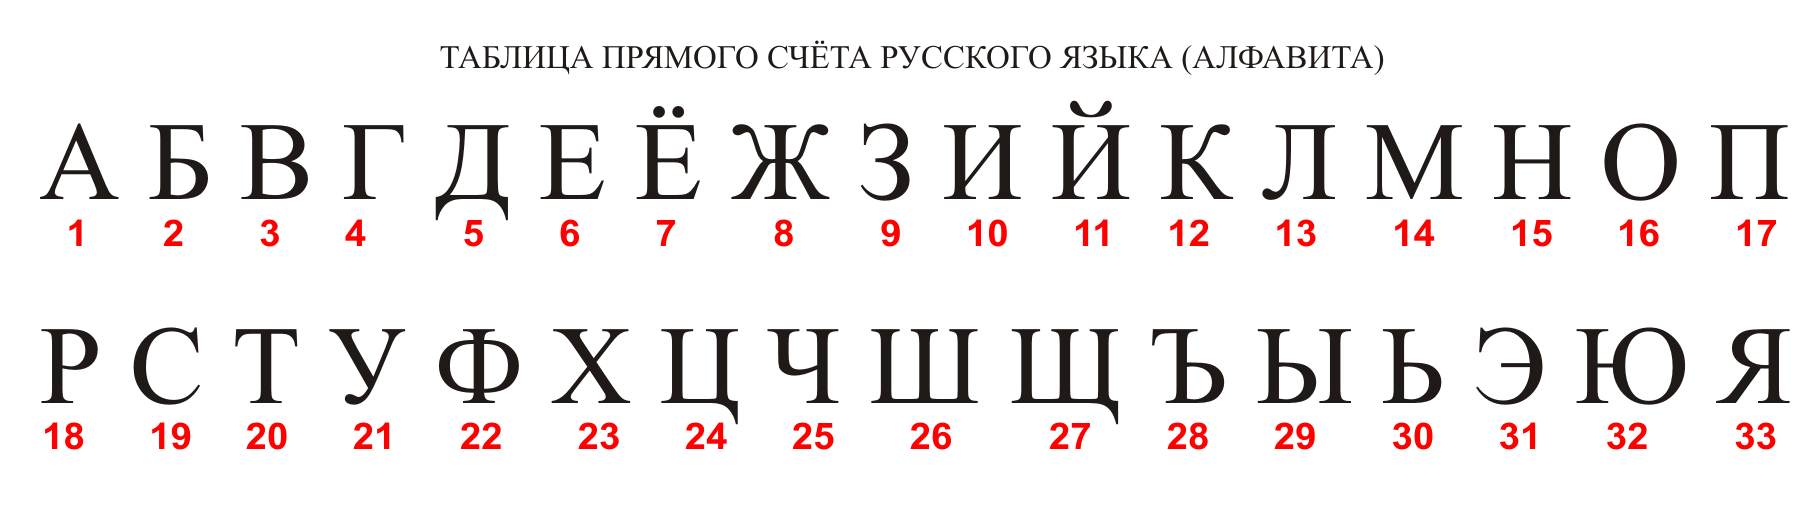 ТАБЛИЦА ПРЯМОГО СЧЁТА РУССКОГО ЯЗЫКА (АЛФАВИТА)
А Б В Г Д Е Ё Ж З И Й К Л М Н О П
1 2 3 4 5 6 7 8 9 10 11 12 13 14 15 16 17
Р С Т У Ф Х Ц Ч Ш Щ Ъ Ы Ь Э Ю Я
18 19 20 21 22 23 24 25 26 27 28 29 30 31 32 33